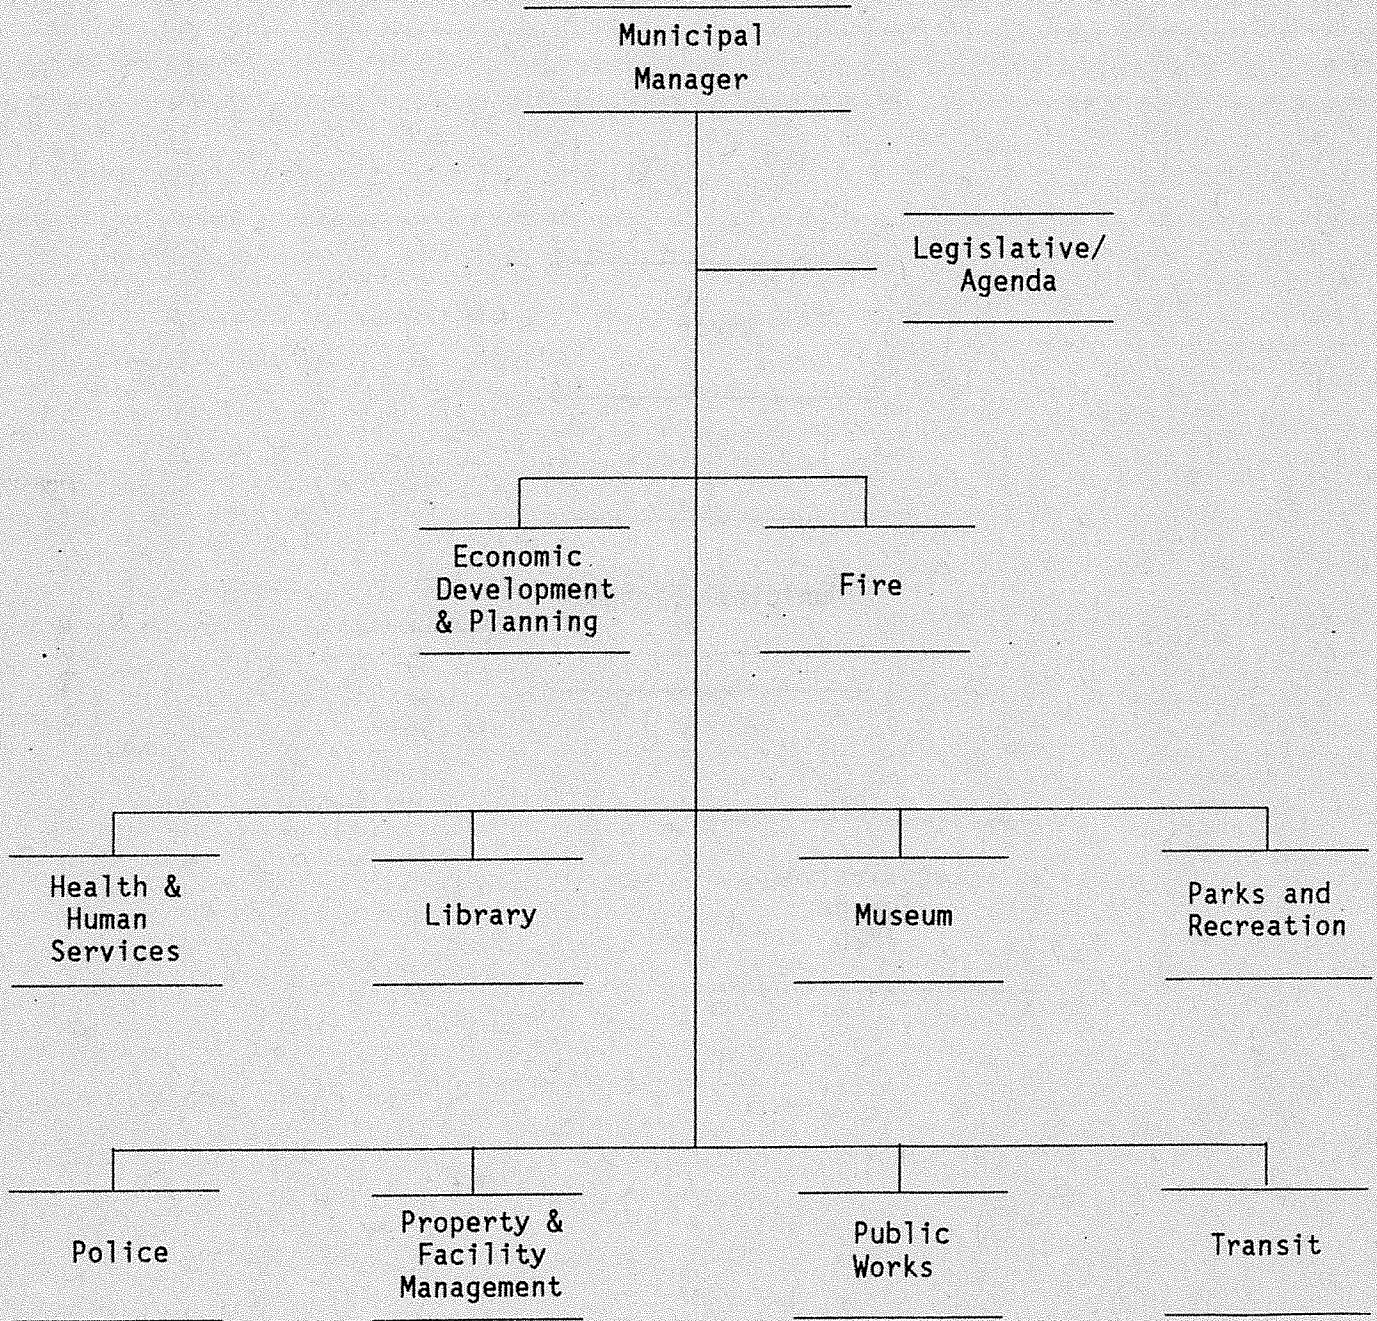 Municipal
Manager
Legislative/
Agenda
Economic
Development
& Planning
Fire
Health &
Human
Services
Library
Museum
Parks and
Recreation
Police
Property &
Facility
Management
Public
Works
Transit